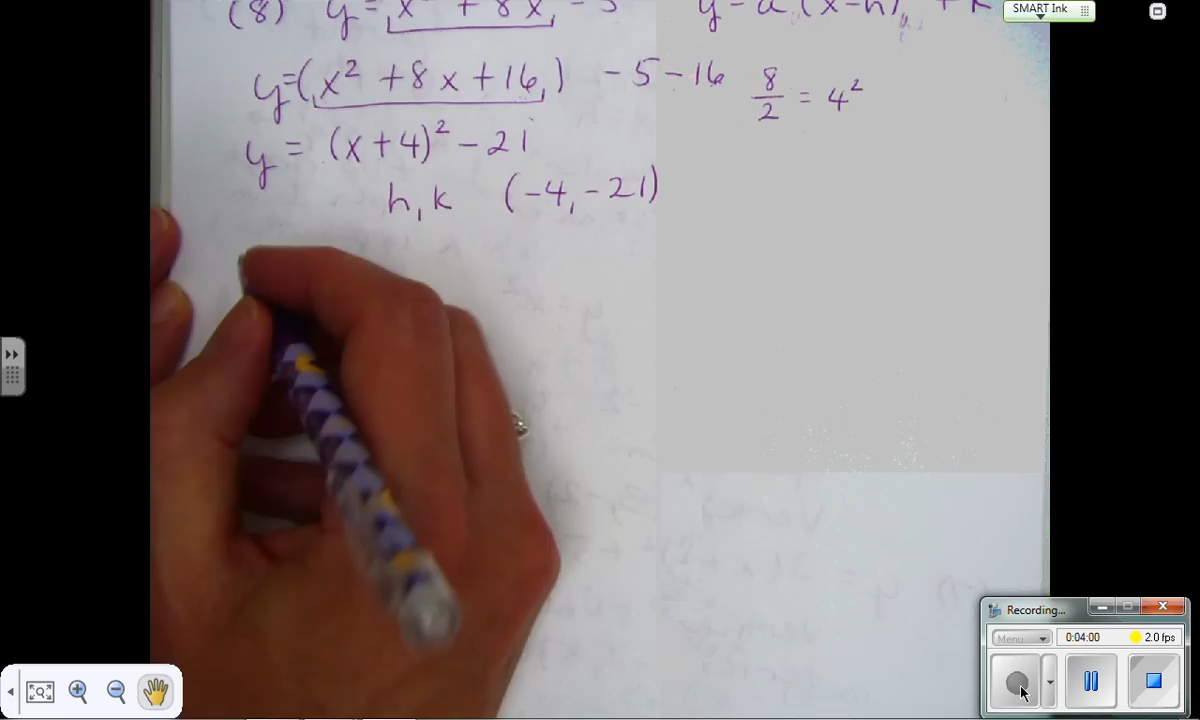 (8) y = x² + 8x - 5 y = a(x-h)² + k
SMART Ink
y=(x² + 8x + 16) - 5 - 16 8/2 = 4²
y = (x+4)² - 21
h, k (-4, -21)
Recording...
Menu 0:04:00 2.0 fps